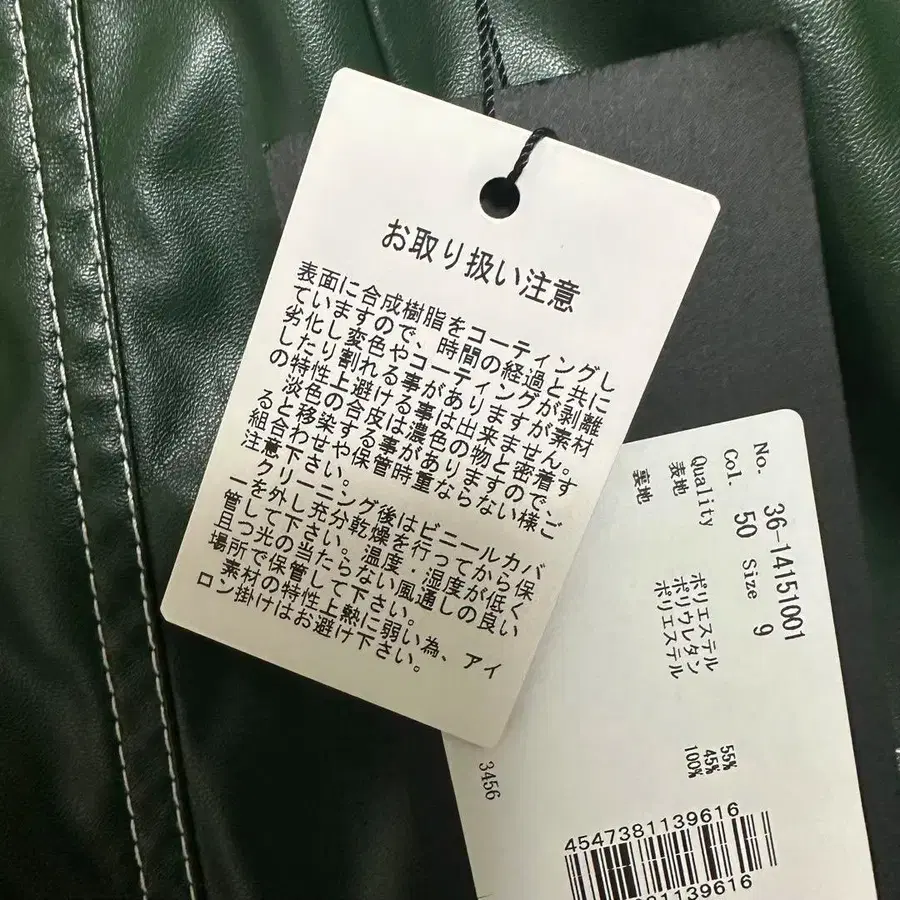 お取り扱い注意
表面に合成樹脂をコーティングし
ていますので、時間の経過と共に
劣化し変色やコーティングが剥離
したり割れる事がありますが素材
の特性上避ける事は出来ません。
淡色の合皮は濃色の物と密着す
ると移染する事がありますので
組合わせや保管時重ならない様ご
注意下さい。
クリーニング後はビニールカバ
ーを外し充分乾燥を行ってから保
管して下さい。温度・湿度が低く
且つ光の当たらない風通しの良い
場所で保管して下さい。
素材の特性上熱に弱い為、アイ
ロン掛けはお避け下さい。
No. 36-14151001
Col. 50 Size 9
Quality
表地 ポリエステル 55%
ポリウレタン 45%
裏地 ポリエステル 100%
3456
4547381139616
81139616